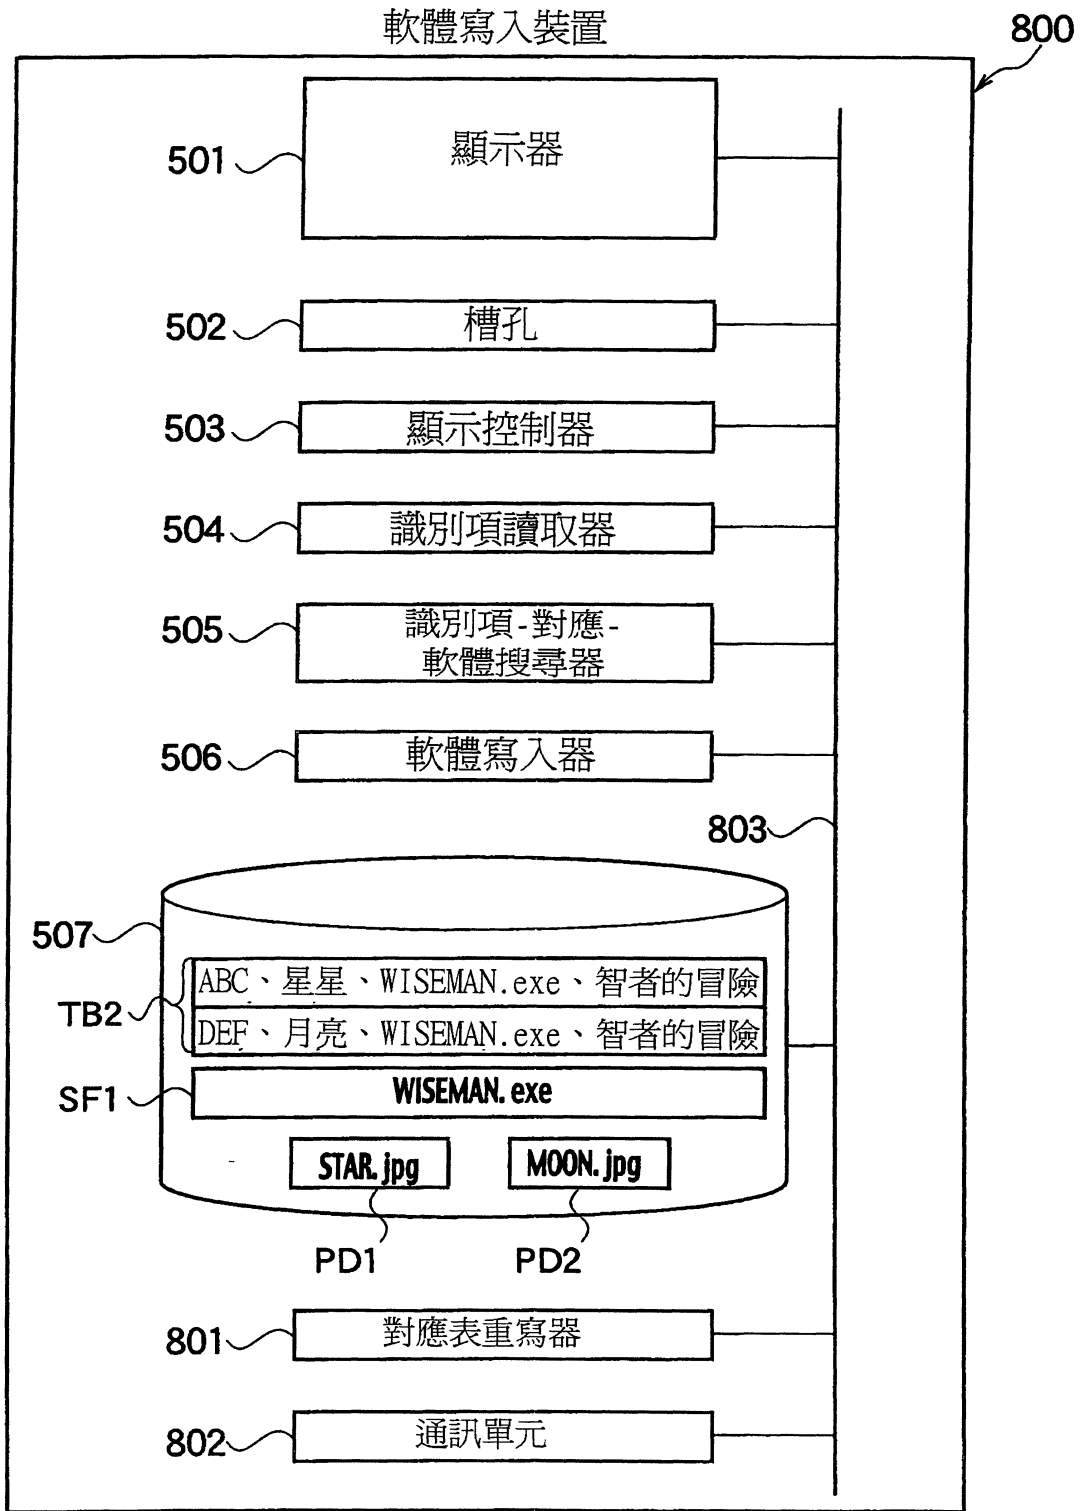 軟體寫入裝置
800
501
顯示器
502
槽孔
503
顯示控制器
504
識別項讀取器
505
識別項-對應-
軟體搜尋器
506
軟體寫入器
803
507
TB2
ABC、星星、WISEMAN.exe、智者的冒險
DEF、月亮、WISEMAN.exe、智者的冒險
SF1
WISEMAN.exe
STAR.jpg
MOON.jpg
PD1
PD2
801
對應表重寫器
802
通訊單元